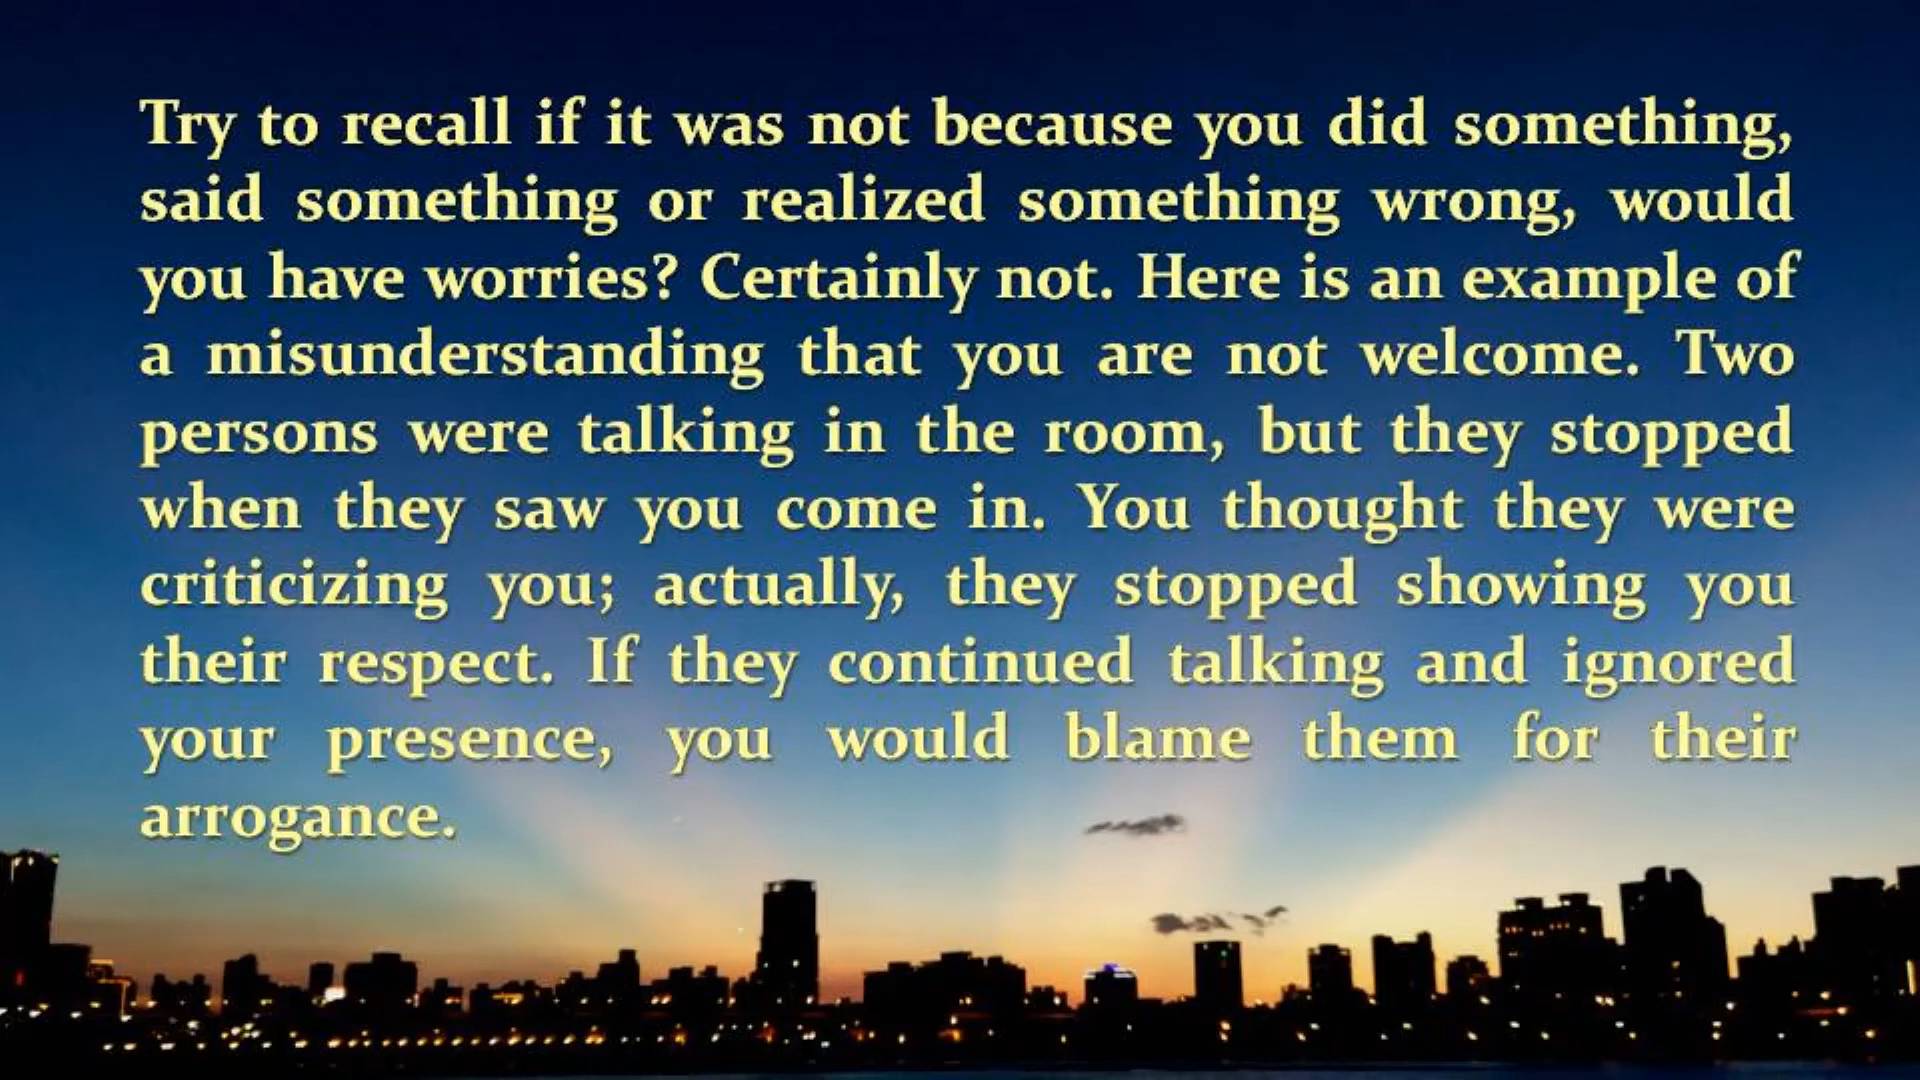 Try to recall if it was not because you did something,
said something or realized something wrong, would
you have worries? Certainly not. Here is an example of
a misunderstanding that you are not welcome. Two
persons were talking in the room, but they stopped
when they saw you come in. You thought they were
criticizing you; actually, they stopped showing you
their respect. If they continued talking and ignored
your presence, you would blame them for their
arrogance.